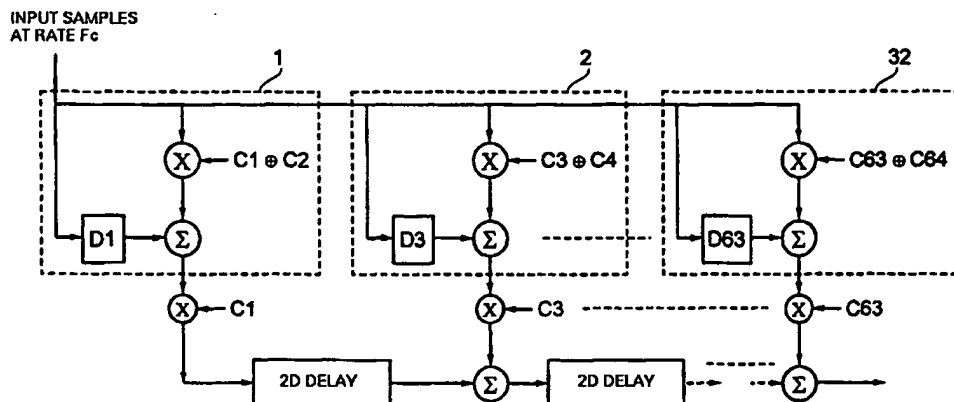 INPUT SAMPLES
AT RATE Fc
1
2
32
X
C1 ⊕ C2
X
C3 ⊕ C4
X
C63 ⊕ C64
D1
Σ
D3
Σ
D63
Σ
X
C1
X
C3
X
C63
2D DELAY
Σ
2D DELAY
Σ